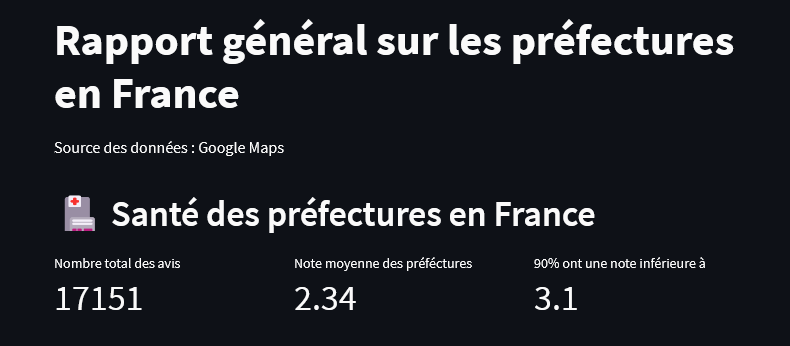 Rapport général sur les préfectures
en France
Source des données : Google Maps
Santé des préfectures en France
Nombre total des avis
Note moyenne des préféctures
90% ont une note inférieure à
17151
2.34
3.1